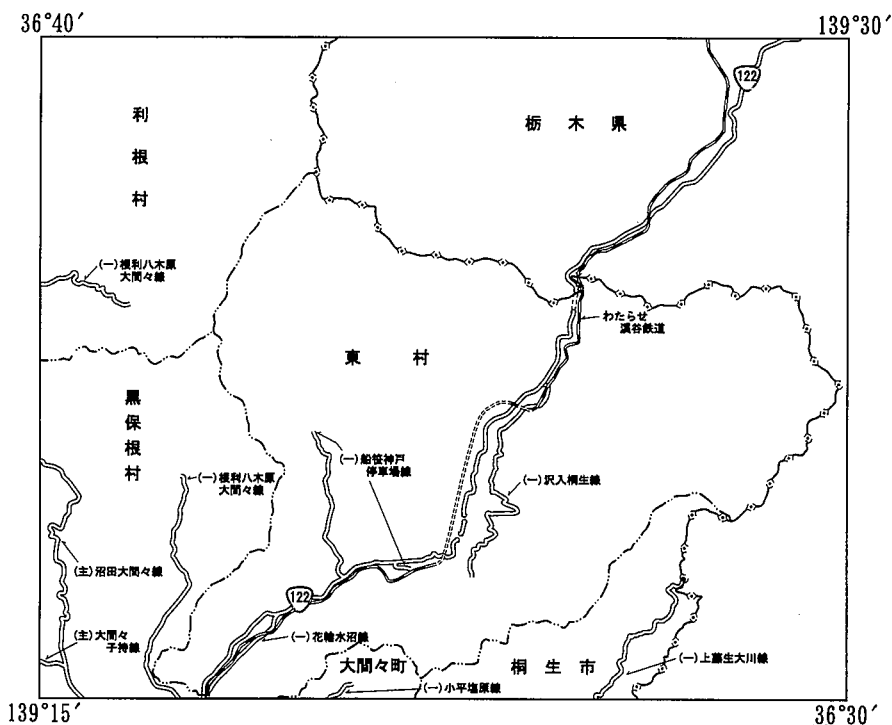 36°40′
139°30′
122
利根村
栃木県
(一)根利八木原
大間々線
わたらせ
渓谷鉄道
東村
黒保根村
(一)船笹神戸
停車場線
(一)根利八木原
大間々線
(一)沢入桐生線
(主)沼田大間々線
122
(主)大間々
子持線
(一)花輪水沼線
大間々町
桐生市
(一)上藤生大川線
(一)小平塩原線
139°15′
36°30′